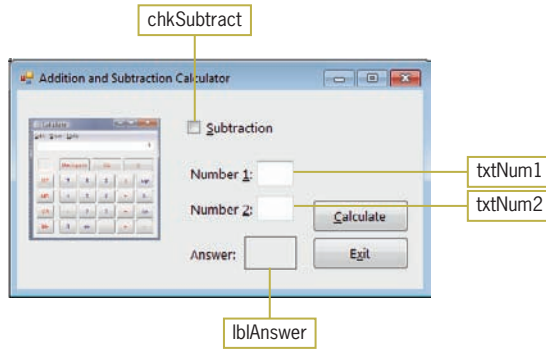 chkSubtract
Addition and Subtraction Calculator
Subtraction
Number 1:
txtNum1
Number 2:
txtNum2
Calculate
Answer:
Exit
lblAnswer